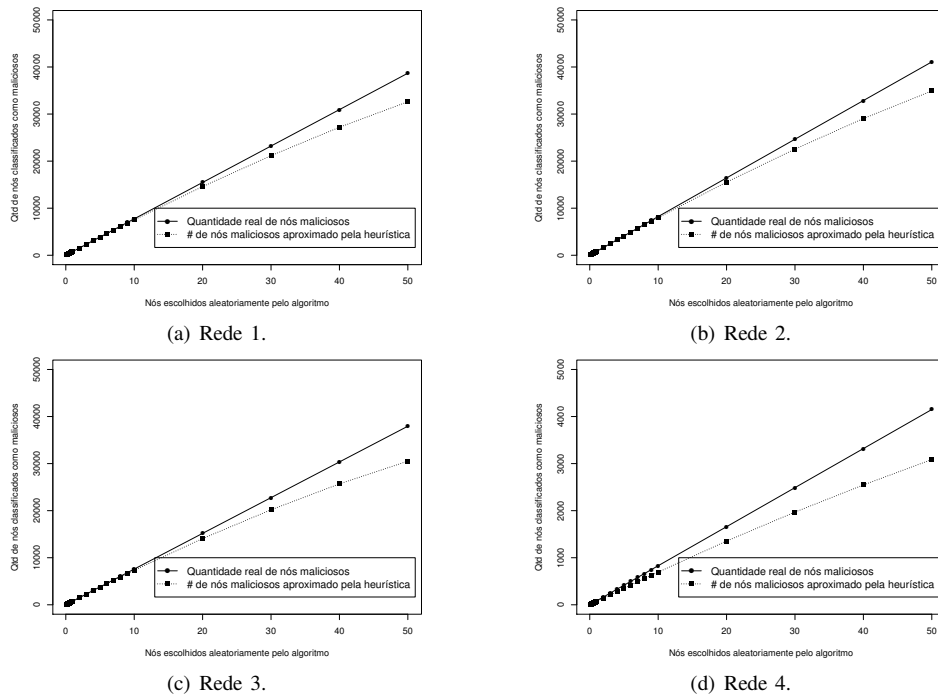 50000
40000
30000
20000
10000
0
Qtd de nós classificados como maliciosos
Quantidade real de nós maliciosos
# de nós maliciosos aproximado pela heurística
0 10 20 30 40 50
Nós escolhidos aleatoriamente pelo algoritmo
(a) Rede 1.
50000
40000
30000
20000
10000
0
Qtd de nós classificados como maliciosos
Quantidade real de nós maliciosos
# de nós maliciosos aproximado pela heurística
0 10 20 30 40 50
Nós escolhidos aleatoriamente pelo algoritmo
(b) Rede 2.
50000
40000
30000
20000
10000
0
Qtd de nós classificados como maliciosos
Quantidade real de nós maliciosos
# de nós maliciosos aproximado pela heurística
0 10 20 30 40 50
Nós escolhidos aleatoriamente pelo algoritmo
(c) Rede 3.
5000
4000
3000
2000
1000
0
Qtd de nós classificados como maliciosos
Quantidade real de nós maliciosos
# de nós maliciosos aproximado pela heurística
0 10 20 30 40 50
Nós escolhidos aleatoriamente pelo algoritmo
(d) Rede 4.